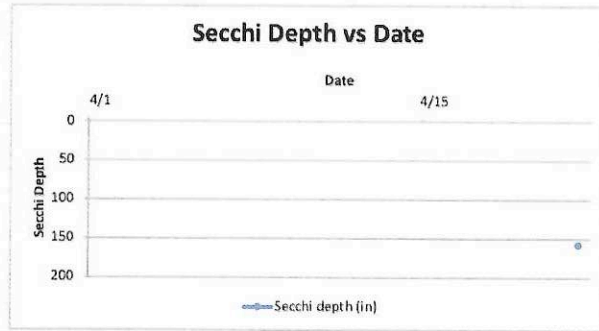 Secchi Depth vs Date
Date
4/1 4/15
0
50
100
150
200
Secchi Depth
Secchi depth (in)